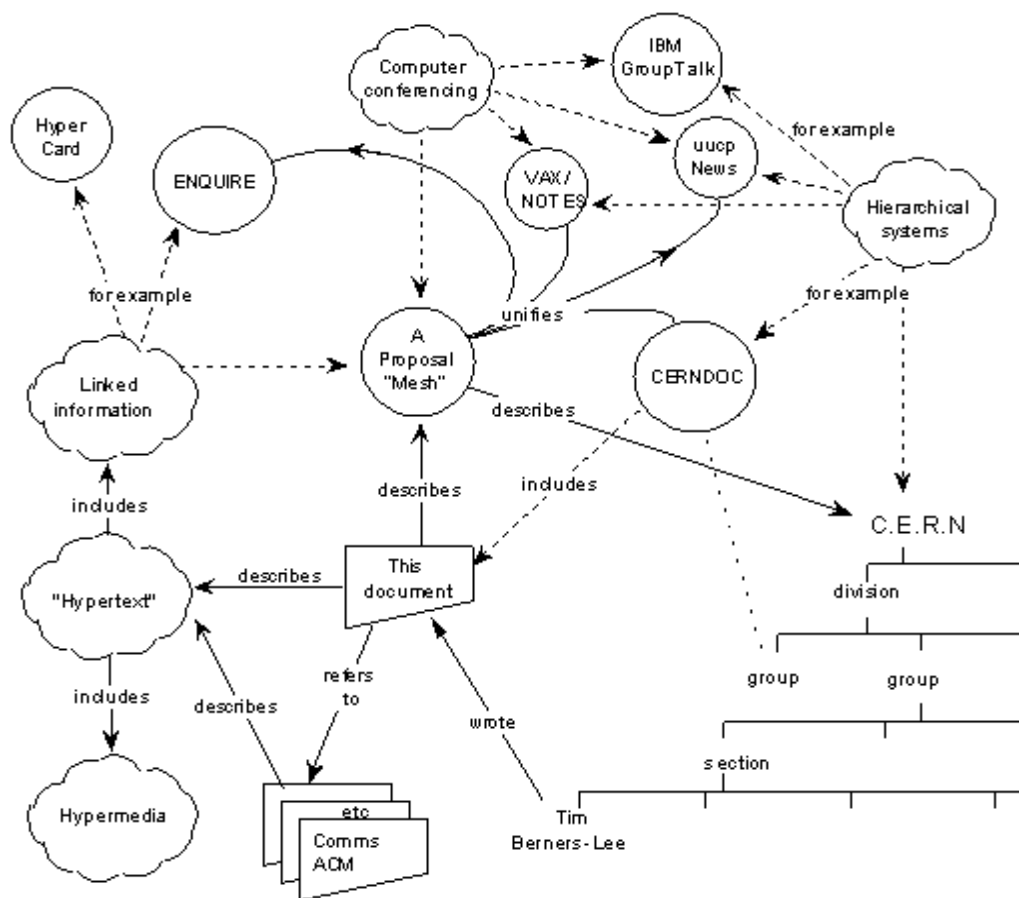 IBM
GroupTalk
Computer
conferencing
Hyper
Card
for example
uucp
News
ENQUIRE
VAX/
NOTES
Hierarchical
systems
for example
for example
unifies
A
Proposal
"Mesh"
CERNDOC
Linked
information
describes
includes
includes
describes
C.E.R.N
This
document
describes
division
"Hypertext"
refers
to
group
group
includes
describes
wrote
section
Hypermedia
etc
Comms
ACM
Tim
Berners-Lee